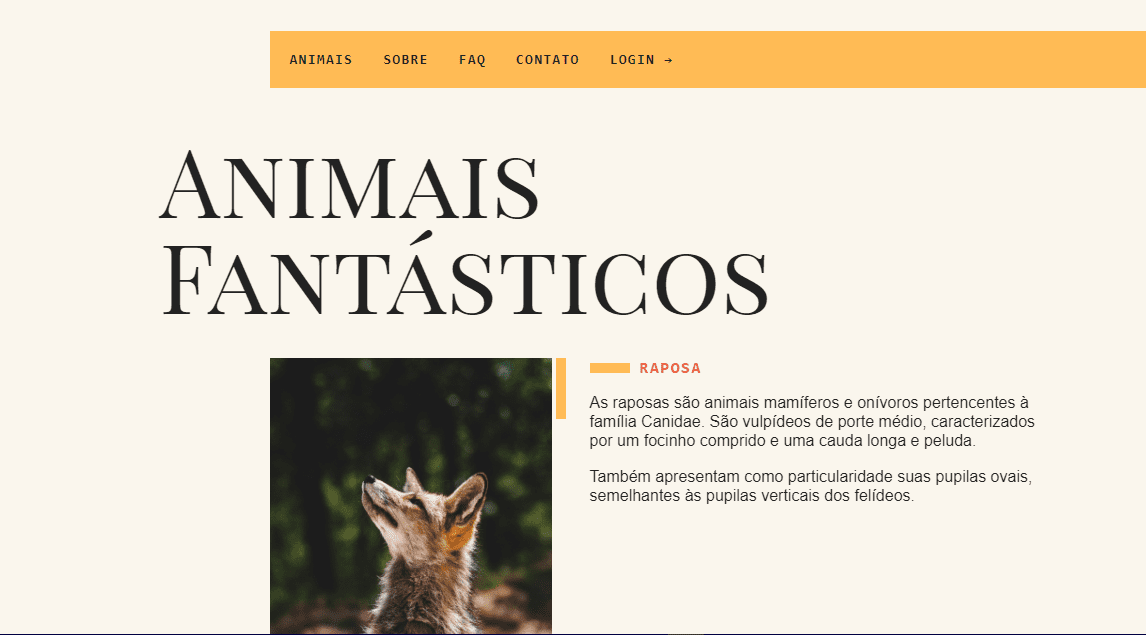 ANIMAIS SOBRE FAQ CONTATO LOGIN →
ANIMAIS
FANTÁSTICOS
RAPOSA
As raposas são animais mamíferos e onívoros pertencentes à
família Canidae. São vulpídeos de porte médio, caracterizados
por um focinho comprido e uma cauda longa e peluda.
Também apresentam como particularidade suas pupilas ovais,
semelhantes às pupilas verticais dos felídeos.